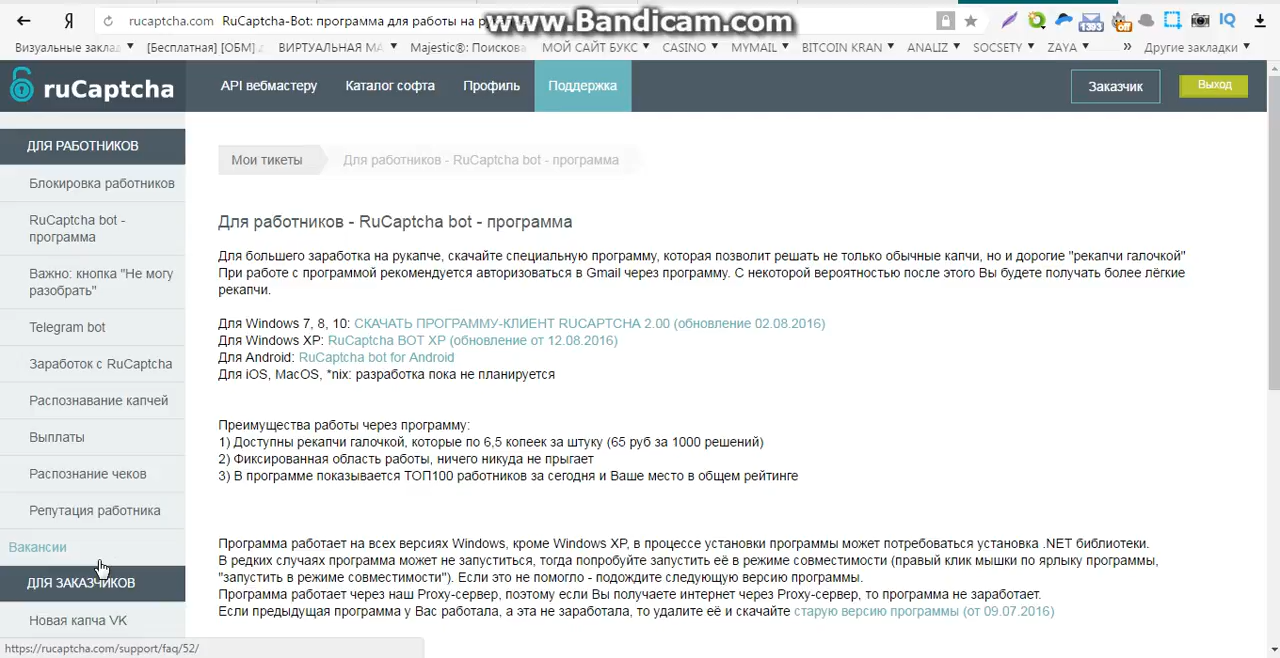 rucaptcha.com RuCaptcha-Bot: программа для работы на р
www.Bandicam.com
1393
off
IQ
Визуальные заклад
[Бесплатная] [ОБМ]
ВИРТУАЛЬНАЯ МА
Majestic®: Поискова
МОЙ САЙТ БУКС
CASINO
MYMAIL
BITCOIN KRAN
ANALIZ
SOCSETY
ZAYA
» Другие закладки
ruCaptcha
API вебмастеру
Каталог софта
Профиль
Поддержка
Заказчик
Выход
ДЛЯ РАБОТНИКОВ
Блокировка работников
RuCaptcha bot -
программа
Важно: кнопка "Не могу
разобрать"
Telegram bot
Заработок с RuCaptcha
Распознавание капчей
Выплаты
Распознание чеков
Репутация работника
Вакансии
ДЛЯ ЗАКАЗЧИКОВ
Новая капча VK
https://rucaptcha.com/support/faq/52/
Мои тикеты
Для работников - RuCaptcha bot - программа
Для работников - RuCaptcha bot - программа
Для большего заработка на рукапче, скачайте специальную программу, которая позволит решать не только обычные капчи, но и дорогие "рекапчи галочкой"
При работе с программой рекомендуется авторизоваться в Gmail через программу. С некоторой вероятностью после этого Вы будете получать более лёгкие
рекапчи.
Для Windows 7, 8, 10: СКАЧАТЬ ПРОГРАММУ-КЛИЕНТ RUCAPTCHA 2.00 (обновление 02.08.2016)
Для Windows XP: RuCaptcha BOT XP (обновление от 12.08.2016)
Для Android: RuCaptcha bot for Android
Для iOS, MacOS, *nix: разработка пока не планируется
Преимущества работы через программу:
1) Доступны рекапчи галочкой, которые по 6,5 копеек за штуку (65 руб за 1000 решений)
2) Фиксированная область работы, ничего никуда не прыгает
3) В программе показывается ТОП100 работников за сегодня и Ваше место в общем рейтинге
Программа работает на всех версиях Windows, кроме Windows XP, в процессе установки программы может потребоваться установка .NET библиотеки.
В редких случаях программа может не запуститься, тогда попробуйте запустить её в режиме совместимости (правый клик мышки по ярлыку программы,
"запустить в режиме совместимости"). Если это не помогло - подождите следующую версию программы.
Программа работает через наш Proxy-сервер, поэтому если Вы получаете интернет через Proxy-сервер, то программа не заработает.
Если предыдущая программа у Вас работала, а эта не заработала, то удалите её и скачайте старую версию программы (от 09.07.2016)